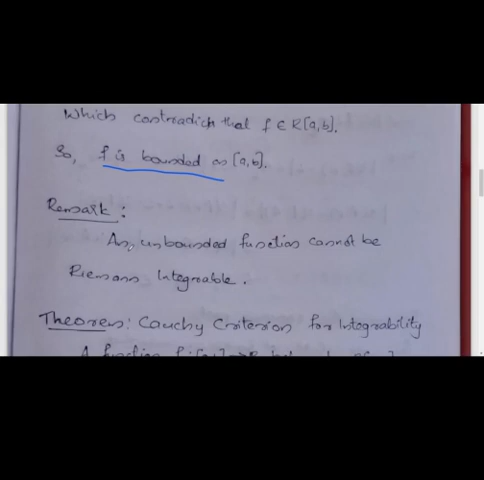 Which contradicts that f ∈ R[a,b].
So, f is bounded on [a,b].
Remark:
An unbounded function cannot be
Riemann Integrable.
Theorem: Cauchy Criterion for Integrability
A function f:[a,b]→R